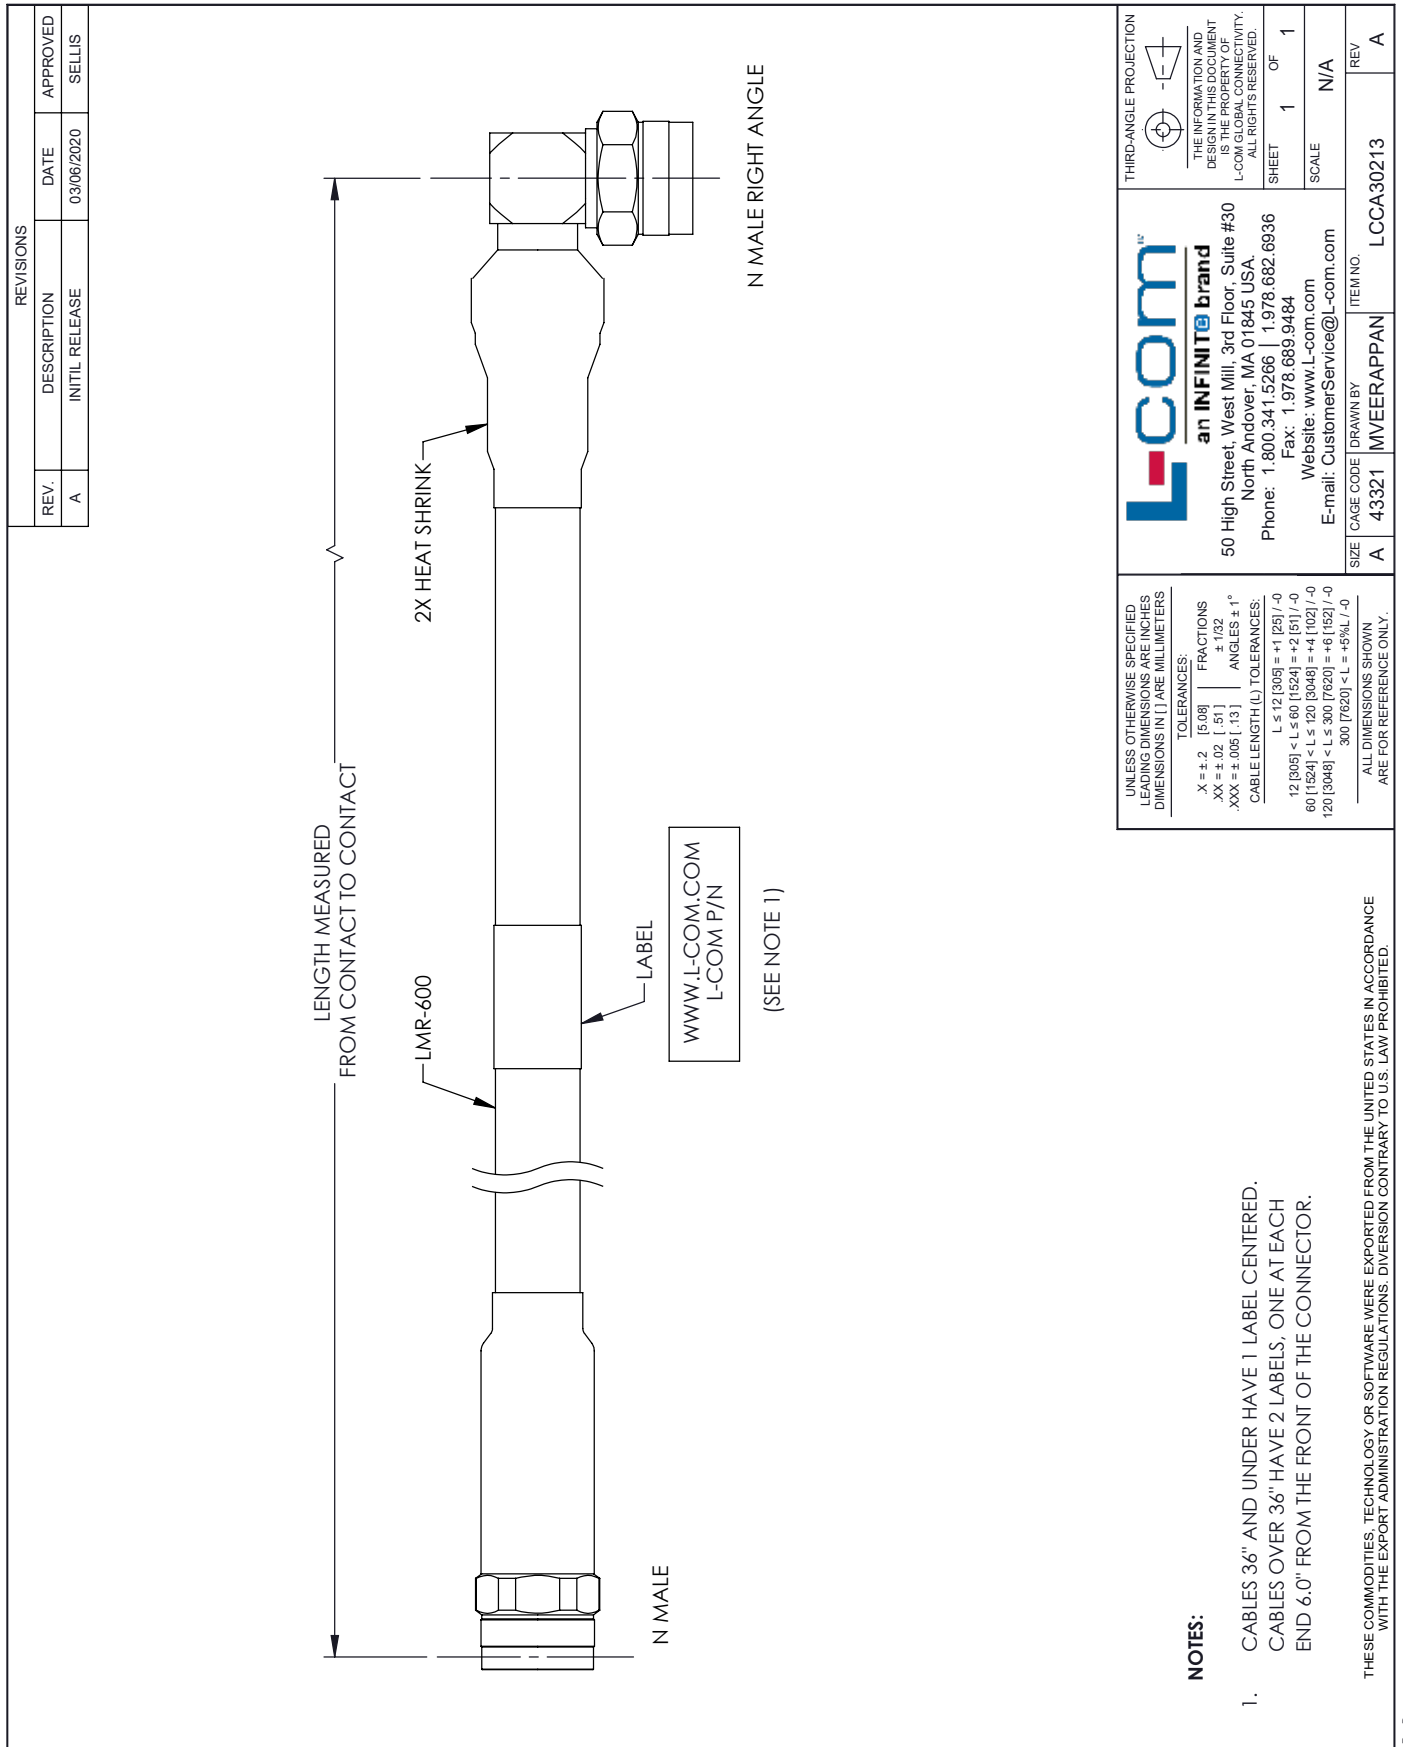 REVISIONS
REV. DESCRIPTION DATE APPROVED
A INITIL RELEASE 03/06/2020 SELLIS
LENGTH MEASURED
FROM CONTACT TO CONTACT
LMR-600
2X HEAT SHRINK
LABEL
WWW.L-COM.COM
L-COM P/N
(SEE NOTE 1)
N MALE
N MALE RIGHT ANGLE
NOTES:
1. CABLES 36" AND UNDER HAVE 1 LABEL CENTERED.
CABLES OVER 36" HAVE 2 LABELS, ONE AT EACH
END 6.0" FROM THE FRONT OF THE CONNECTOR.
THESE COMMODITIES, TECHNOLOGY OR SOFTWARE WERE EXPORTED FROM THE UNITED STATES IN ACCORDANCE
WITH THE EXPORT ADMINISTRATION REGULATIONS. DIVERSION CONTRARY TO U.S. LAW PROHIBITED.
UNLESS OTHERWISE SPECIFIED
LEADING DIMENSIONS ARE INCHES
DIMENSIONS IN [ ] ARE MILLIMETERS
TOLERANCES:
.X = ± .2 [5.08] FRACTIONS
.XX = ± .02 [ .51 ] ± 1/32
.XXX = ± .005 [ .13 ] ANGLES ± 1°
CABLE LENGTH (L) TOLERANCES:
L ≤ 12 [305] = +1 [25] / -0
12 [305] < L ≤ 60 [1524] = +2 [51] / -0
60 [1524] < L ≤ 120 [3048] = +4 [102] / -0
120 [3048] < L ≤ 300 [7620] = +6 [152] / -0
300 [7620] < L = +5%L / -0
ALL DIMENSIONS SHOWN
ARE FOR REFERENCE ONLY.
L-com
an INFINIT@ brand
50 High Street, West Mill, 3rd Floor, Suite #30
North Andover, MA 01845 USA.
Phone: 1.800.341.5266 | 1.978.682.6936
Fax: 1.978.689.9484
Website: www.L-com.com
E-mail: CustomerService@L-com.com
THIRD-ANGLE PROJECTION
THE INFORMATION AND
DESIGN IN THIS DOCUMENT
IS THE PROPERTY OF
L-COM GLOBAL CONNECTIVITY.
ALL RIGHTS RESERVED.
SHEET 1 OF 1
SCALE N/A
SIZE A
CAGE CODE 43321
DRAWN BY MVEERAPPAN
ITEM NO. LCCA30213
REV A